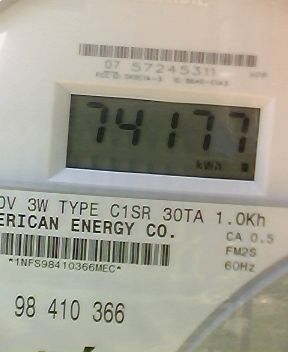 07 57245311
74177
kWh
0V 3W TYPE C1SR 30TA 1.0Kh
ERICAN ENERGY CO.
CA 0.5
FM2S
60Hz
*1NFS98410366MEC*
98 410 366